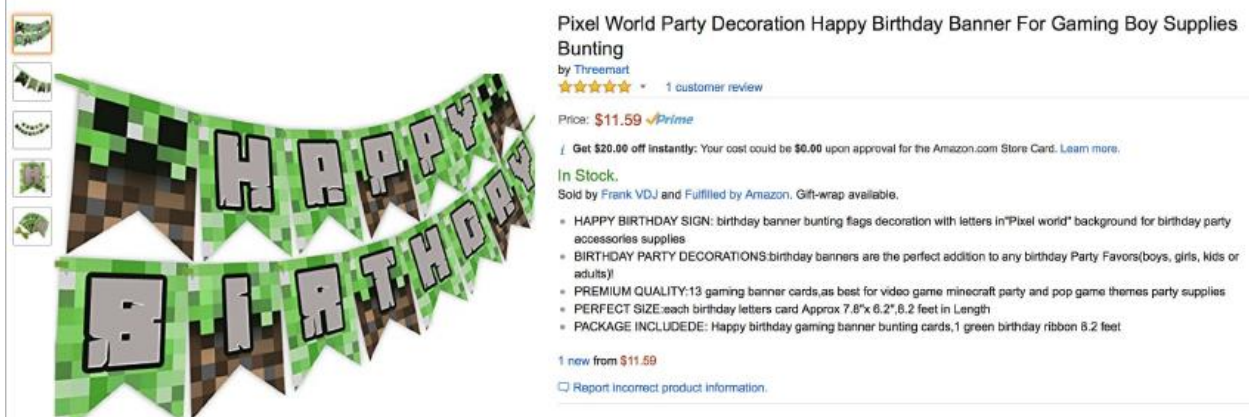 Pixel World Party Decoration Happy Birthday Banner For Gaming Boy Supplies
Bunting
by Threemart
1 customer review
Price: $11.59 Prime
i Get $20.00 off instantly: Your cost could be $0.00 upon approval for the Amazon.com Store Card. Learn more.
In Stock.
Sold by Frank VDJ and Fulfilled by Amazon. Gift-wrap available.
HAPPY BIRTHDAY SIGN: birthday banner bunting flags decoration with letters in"Pixel world" background for birthday party
accessories supplies
BIRTHDAY PARTY DECORATIONS:birthday banners are the perfect addition to any birthday Party Favors(boys, girls, kids or
adults)!
PREMIUM QUALITY:13 gaming banner cards,as best for video game minecraft party and pop game themes party supplies
PERFECT SIZE:each birthday letters card Approx 7.8"x 6.2",8.2 feet in Length
PACKAGE INCLUDEDE: Happy birthday gaming banner bunting cards,1 green birthday ribbon 8.2 feet
1 new from $11.59
Report incorrect product information.
HAPPY
BIRTHDAY